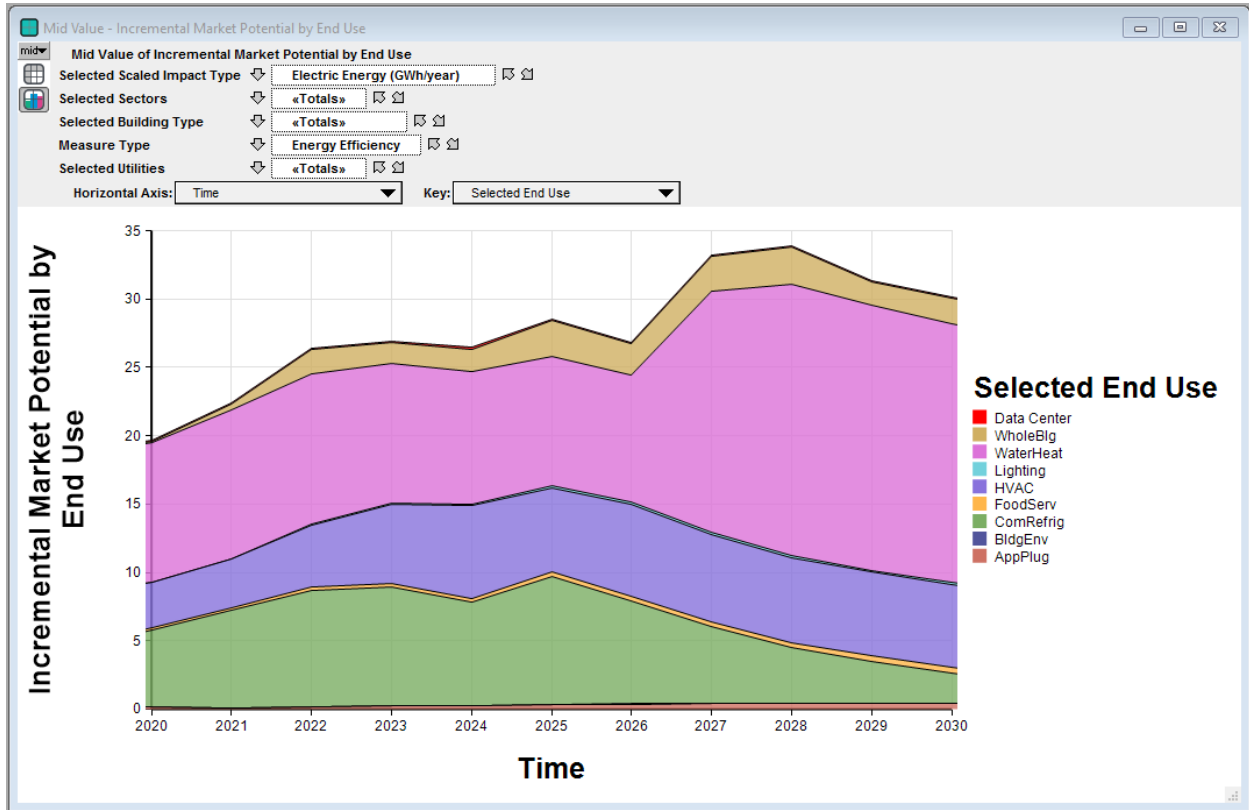 Mid Value - Incremental Market Potential by End Use
mid
Mid Value of Incremental Market Potential by End Use
Selected Scaled Impact Type Electric Energy (GWh/year)
Selected Sectors «Totals»
Selected Building Type «Totals»
Measure Type Energy Efficiency
Selected Utilities «Totals»
Horizontal Axis: Time Key: Selected End Use
Incremental Market Potential by
End Use
35
30
25
20
15
10
5
0
2020 2021 2022 2023 2024 2025 2026 2027 2028 2029 2030
Time
Selected End Use
Data Center
WholeBlg
WaterHeat
Lighting
HVAC
FoodServ
ComRefrig
BldgEnv
AppPlug